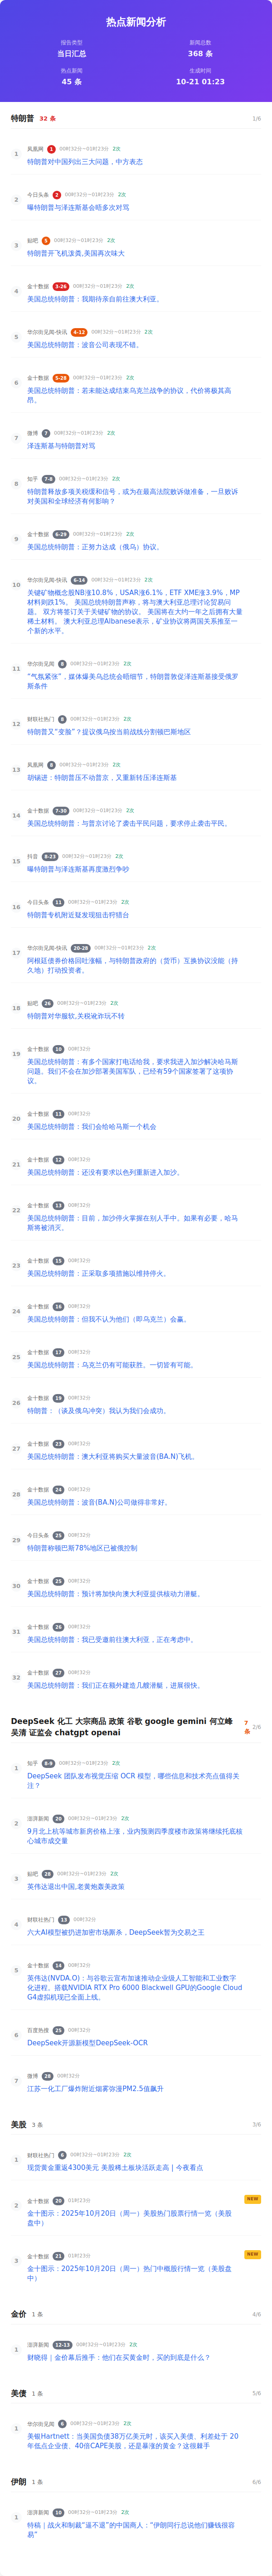 热点新闻分析
报告类型
当日汇总
新闻总数
368 条
热点新闻
45 条
生成时间
10-21 01:23
特朗普 32 条 1/6
1 凤凰网 1 00时32分~01时23分 2次
特朗普对中国列出三大问题，中方表态
2 今日头条 2 00时32分~01时23分 2次
曝特朗普与泽连斯基会晤多次对骂
3 贴吧 5 00时32分~01时23分 2次
特朗普开飞机泼粪,美国再次味大
4 金十数据 3-26 00时32分~01时23分 2次
美国总统特朗普：我期待亲自前往澳大利亚。
5 华尔街见闻-快讯 4-12 00时32分~01时23分 2次
美国总统特朗普：波音公司表现不错。
6 金十数据 5-28 00时32分~01时23分 2次
美国总统特朗普：若未能达成结束乌克兰战争的协议，代价将极其高
昂。
7 微博 7 00时32分~01时23分 2次
泽连斯基与特朗普对骂
8 知乎 7-8 00时32分~01时23分 2次
特朗普释放多项关税缓和信号，或为在最高法院败诉做准备，一旦败诉
对美国和全球经济有何影响？
9 金十数据 6-29 00时32分~01时23分 2次
美国总统特朗普：正努力达成（俄乌）协议。
10 华尔街见闻-快讯 6-14 00时32分~01时23分 2次
关键矿物概念股NB涨10.8%，USAR涨6.1%，ETF XME涨3.9%，MP
材料则跌1%。 美国总统特朗普声称，将与澳大利亚总理讨论贸易问
题。 双方将签订关于关键矿物的协议。 美国将在大约一年之后拥有大量
稀土材料。 澳大利亚总理Albanese表示，矿业协议将两国关系推至一
个新的水平。
11 华尔街见闻 8 00时32分~01时23分 2次
“气氛紧张”，媒体爆美乌总统会晤细节，特朗普敦促泽连斯基接受俄罗
斯条件
12 财联社热门 8 00时32分~01时23分 2次
特朗普又“变脸”？提议俄乌按当前战线分割顿巴斯地区
13 凤凰网 8 00时32分~01时23分 2次
胡锡进：特朗普压不动普京，又重新转压泽连斯基
14 金十数据 7-30 00时32分~01时23分 2次
美国总统特朗普：与普京讨论了袭击平民问题，要求停止袭击平民。
15 抖音 8-23 00时32分~01时23分 2次
曝特朗普与泽连斯基再度激烈争吵
16 今日头条 11 00时32分~01时23分 2次
特朗普专机附近疑发现狙击狩猎台
17 华尔街见闻-快讯 20-29 00时32分~01时23分 2次
阿根廷债券价格回吐涨幅，与特朗普政府的（货币）互换协议没能（持
久地）打动投资者。
18 贴吧 26 00时32分~01时23分 2次
特朗普对华服软,关税讹诈玩不转
19 金十数据 10 00时32分
美国总统特朗普：有多个国家打电话给我，要求我进入加沙解决哈马斯
问题。我们不会在加沙部署美国军队，已经有59个国家签署了这项协
议。
20 金十数据 11 00时32分
美国总统特朗普：我们会给哈马斯一个机会
21 金十数据 12 00时32分
美国总统特朗普：还没有要求以色列重新进入加沙。
22 金十数据 13 00时32分
美国总统特朗普：目前，加沙停火掌握在别人手中。如果有必要，哈马
斯将被消灭。
23 金十数据 15 00时32分
美国总统特朗普：正采取多项措施以维持停火。
24 金十数据 16 00时32分
美国总统特朗普：但我不认为他们（即乌克兰）会赢。
25 金十数据 17 00时32分
美国总统特朗普：乌克兰仍有可能获胜。一切皆有可能。
26 金十数据 19 00时32分
特朗普：（谈及俄乌冲突）我认为我们会成功。
27 金十数据 23 00时32分
美国总统特朗普：澳大利亚将购买大量波音(BA.N)飞机。
28 金十数据 24 00时32分
美国总统特朗普：波音(BA.N)公司做得非常好。
29 今日头条 25 00时32分
特朗普称顿巴斯78%地区已被俄控制
30 金十数据 25 00时32分
美国总统特朗普：预计将加快向澳大利亚提供核动力潜艇。
31 金十数据 26 00时32分
美国总统特朗普：我已受邀前往澳大利亚，正在考虑中。
32 金十数据 27 00时32分
美国总统特朗普：我们正在额外建造几艘潜艇，进展很快。
DeepSeek 化工 大宗商品 政策 谷歌 google gemini 何立峰
吴清 证监会 chatgpt openai 7 条 2/6
1 知乎 8-9 00时32分~01时23分 2次
DeepSeek 团队发布视觉压缩 OCR 模型，哪些信息和技术亮点值得关
注？
2 澎湃新闻 20 00时32分~01时23分 2次
9月北上杭等城市新房价格上涨，业内预测四季度楼市政策将继续托底核
心城市成交量
3 贴吧 28 00时32分~01时23分 2次
英伟达退出中国,老黄炮轰美政策
4 财联社热门 13 00时32分
六大AI模型被扔进加密市场厮杀，DeepSeek暂为交易之王
5 金十数据 14 00时32分
英伟达(NVDA.O)：与谷歌云宣布加速推动企业级人工智能和工业数字
化进程。搭载NVIDIA RTX Pro 6000 Blackwell GPU的Google Cloud
G4虚拟机现已全面上线。
6 百度热搜 25 00时32分
DeepSeek开源新模型DeepSeek-OCR
7 微博 28 00时32分
江苏一化工厂爆炸附近烟雾弥漫PM2.5值飙升
美股 3 条 3/6
1 财联社热门 6 00时32分~01时23分 2次
现货黄金重返4300美元 美股稀土板块活跃走高 | 今夜看点
2 金十数据 20 01时23分 NEW
金十图示：2025年10月20日（周一）美股热门股票行情一览（美股
盘中）
3 金十数据 21 01时23分 NEW
金十图示：2025年10月20日（周一）热门中概股行情一览（美股盘
中）
金价 1 条 4/6
1 澎湃新闻 12-13 00时32分~01时23分 2次
财晓得｜金价幕后推手：他们在买黄金时，买的到底是什么？
美债 1 条 5/6
1 华尔街见闻 6 00时32分~01时23分 2次
美银Hartnett：当美国负债38万亿美元时，该买入美债、利差处于 20
年低点企业债、40倍CAPE美股，还是暴涨的黄金？这很棘手
伊朗 1 条 6/6
1 澎湃新闻 10 00时32分~01时23分 2次
特稿｜战火和制裁“逼不退”的中国商人：“伊朗同行总说他们赚钱很容
易”